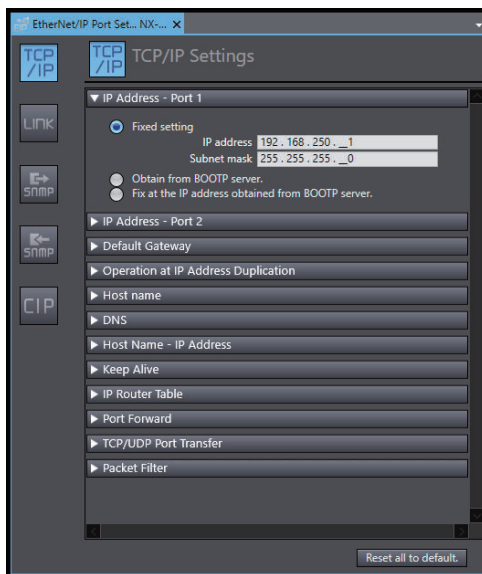 EtherNet/IP Port Set... NX-... ×
TCP/IP
TCP/IP Settings
LINK
SNMP
SNMP
CIP
▼ IP Address - Port 1
Fixed setting
IP address 192 . 168 . 250 . __1
Subnet mask 255 . 255 . 255 . __0
Obtain from BOOTP server.
Fix at the IP address obtained from BOOTP server.
▶ IP Address - Port 2
▶ Default Gateway
▶ Operation at IP Address Duplication
▶ Host name
▶ DNS
▶ Host Name - IP Address
▶ Keep Alive
▶ IP Router Table
▶ Port Forward
▶ TCP/UDP Port Transfer
▶ Packet Filter
Reset all to default.